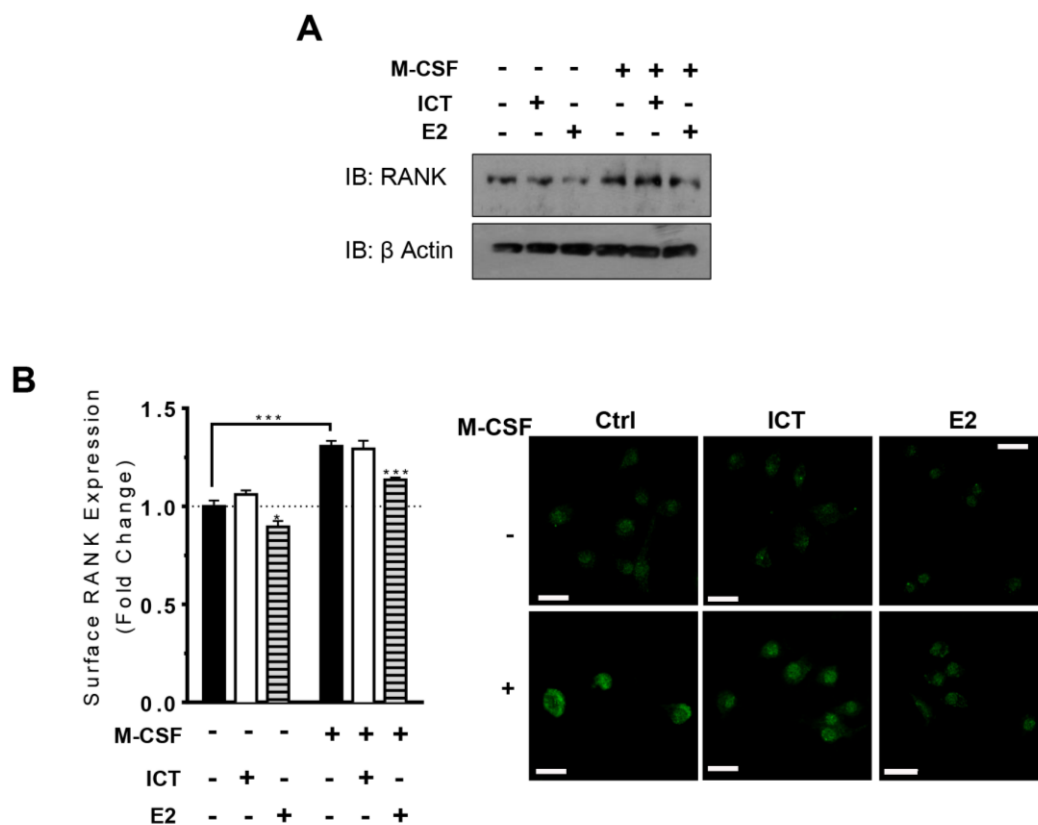 A
M-CSF - - - + + +
ICT - + - - + -
E2 - - + - - +
IB: RANK
IB: β Actin
B
Surface RANK Expression
(Fold Change)
1.5
1.0
0.5
0.0
***
*
***
M-CSF - - - + + +
ICT - + - - + -
E2 - - + - - +
M-CSF Ctrl ICT E2
-
+